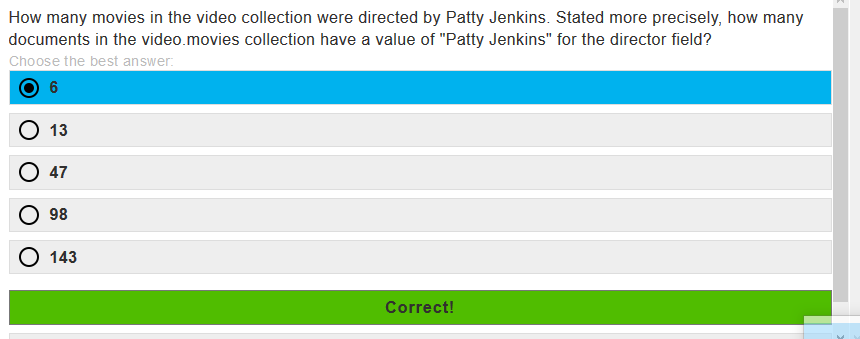 How many movies in the video collection were directed by Patty Jenkins. Stated more precisely, how many
documents in the video.movies collection have a value of "Patty Jenkins" for the director field?
Choose the best answer:
6
13
47
98
143
Correct!